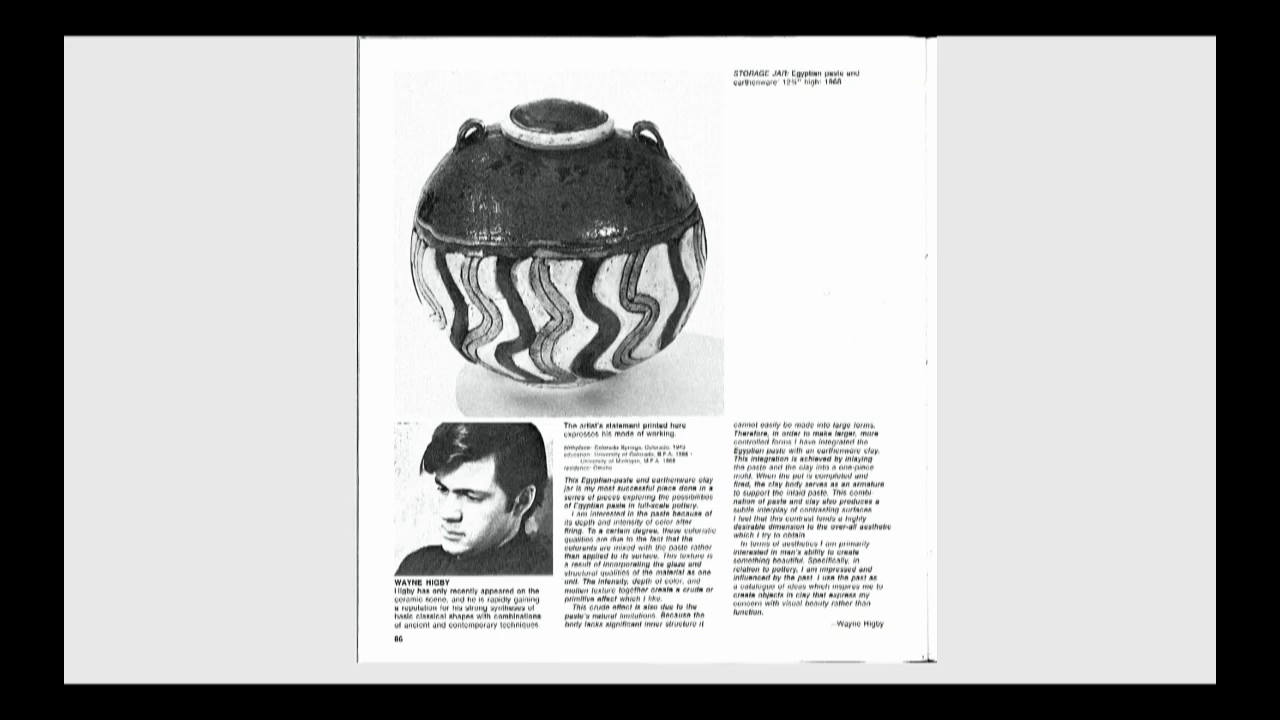 STORAGE JAR: Egyptian paste and
earthenware: 12¾" high: 1968
The artist's statement printed here
expresses his mode of working.
birthplace: Colorado Springs, Colorado, 1943
education: University of Colorado, B.F.A. 1966
University of Michigan, M.F.A. 1968
residence: Omaha
This Egyptian-paste and earthenware clay
jar is my most successful piece done in a
series of pieces exploring the possibilities
of Egyptian paste in full-scale pottery.
I am interested in the paste because of
its depth and intensity of color after
firing. To a certain degree, these coloristic
qualities are due to the fact that the
colorants are mixed with the paste rather
than applied to its surface. This texture is
a result of incorporating the glaze and
structural qualities of the material as one
unit. The intensity, depth of color, and
molten texture together create a crude or
primitive effect which I like.
This crude effect is also due to the
paste's natural limitations. Because the
body lacks significant inner structure it
cannot easily be made into large forms.
Therefore, in order to make larger, more
controlled forms I have integrated the
Egyptian paste with an earthenware clay.
This integration is achieved by inlaying
the paste and the clay into a one-piece
mold. When the pot is completed and
fired, the clay body serves as an armature
to support the inlaid paste. This combi-
nation of paste and clay also produces a
subtle interplay of contrasting surfaces
I feel that this contrast lends a highly
desirable dimension to the over-all aesthetic
which I try to obtain.
In terms of aesthetics I am primarily
interested in man's ability to create
something beautiful. Specifically, in
relation to pottery, I am impressed and
influenced by the past. I use the past as
a catalogue of ideas which inspires me to
create objects in clay that express my
concern with visual beauty rather than
function.
—Wayne Higby
WAYNE HIGBY
Higby has only recently appeared on the
ceramic scene, and he is rapidly gaining
a reputation for his strong syntheses of
basic classical shapes with combinations
of ancient and contemporary techniques.
86